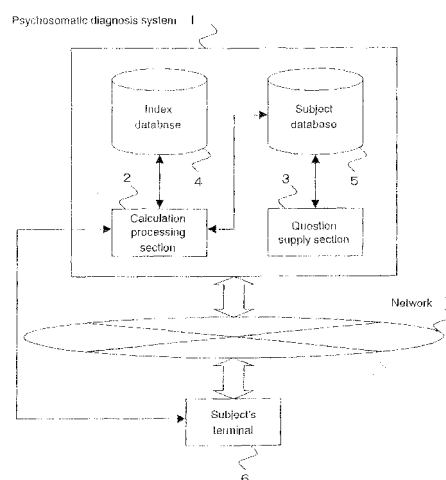 Psychosomatic diagnosis system 1
Index
database
Subject
database
2
4
3
5
Calculation
processing
section
Question
supply section
Network
Subject's
terminal
6